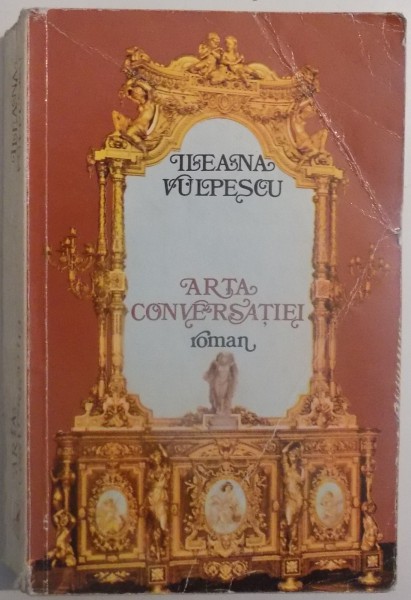 ILEANA
VULPESCU
ARTA
CONVERSAȚIEI
roman